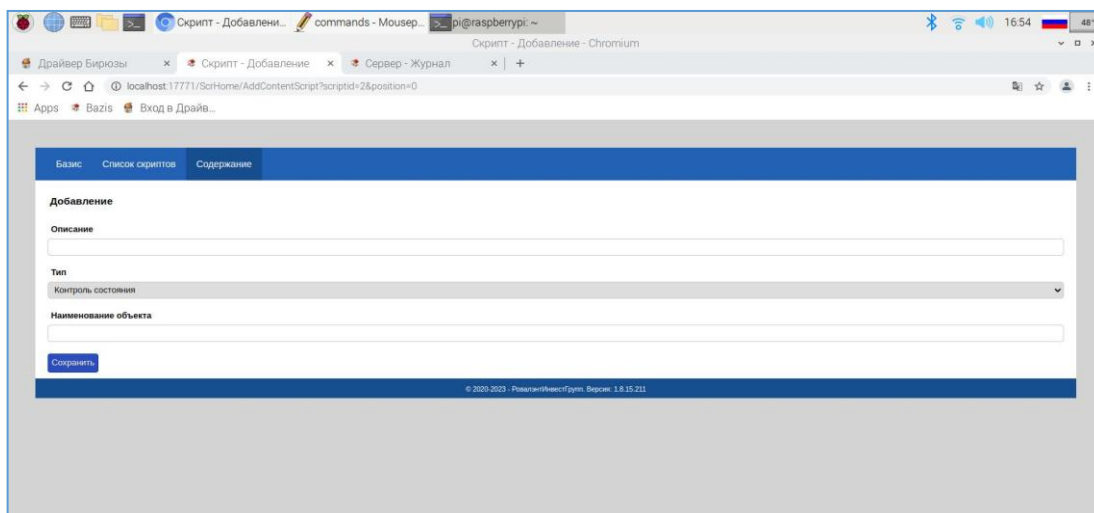 Скрипт - Добавлени... commands - Mousep... pi@raspberrypi: ~ 16:54 48°
Скрипт - Добавление - Chromium
Драйвер Бирюзы × Скрипт - Добавление × Сервер - Журнал × +
localhost:17771/ScrHome/AddContentScript?scriptid=2&position=0
Apps Bazis Вход в Драйв...
Базис Список скриптов Содержание
Добавление
Описание
Тип
Контроль состояния
Наименование объекта
Сохранить
© 2020-2023 - РовалэнтИнвестГрупп. Версия: 1.8.15.211